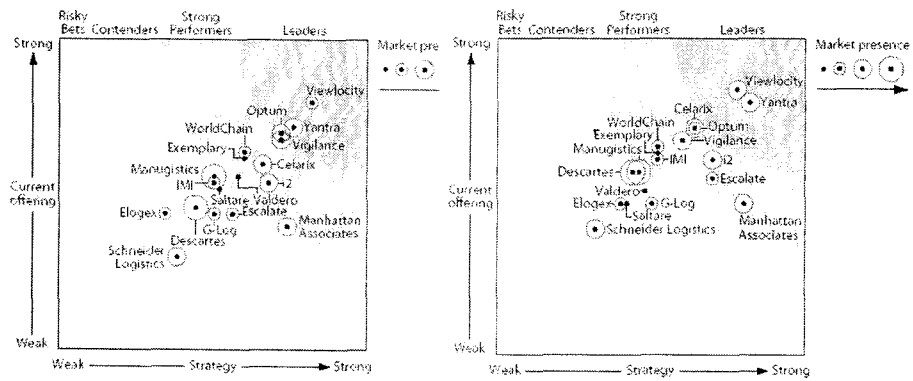 Risky
Bets
Contenders
Strong
Performers
Leaders
Strong
Market pre
Viewlocity
Optum
Yantra
WorldChain
Vigilance
Exemplary
Celarix
Manugistics
IMI
i2
Current
offering
Saltare
Valdero
Elogex
Escalate
G-Log
Manhattan
Associates
Descartes
Schneider
Logistics
Weak
Weak
Strategy
Strong
Risky
Bets
Contenders
Strong
Performers
Leaders
Strong
Market presence
Viewlocity
Yantra
Celarix
WorldChain
Optum
Exemplary
Vigilance
Manugistics
IMI
i2
Descartes
Escalate
Current
offering
Valdero
Elogex
G-Log
Saltare
Manhattan
Associates
Schneider Logistics
Weak
Weak
Strategy
Strong